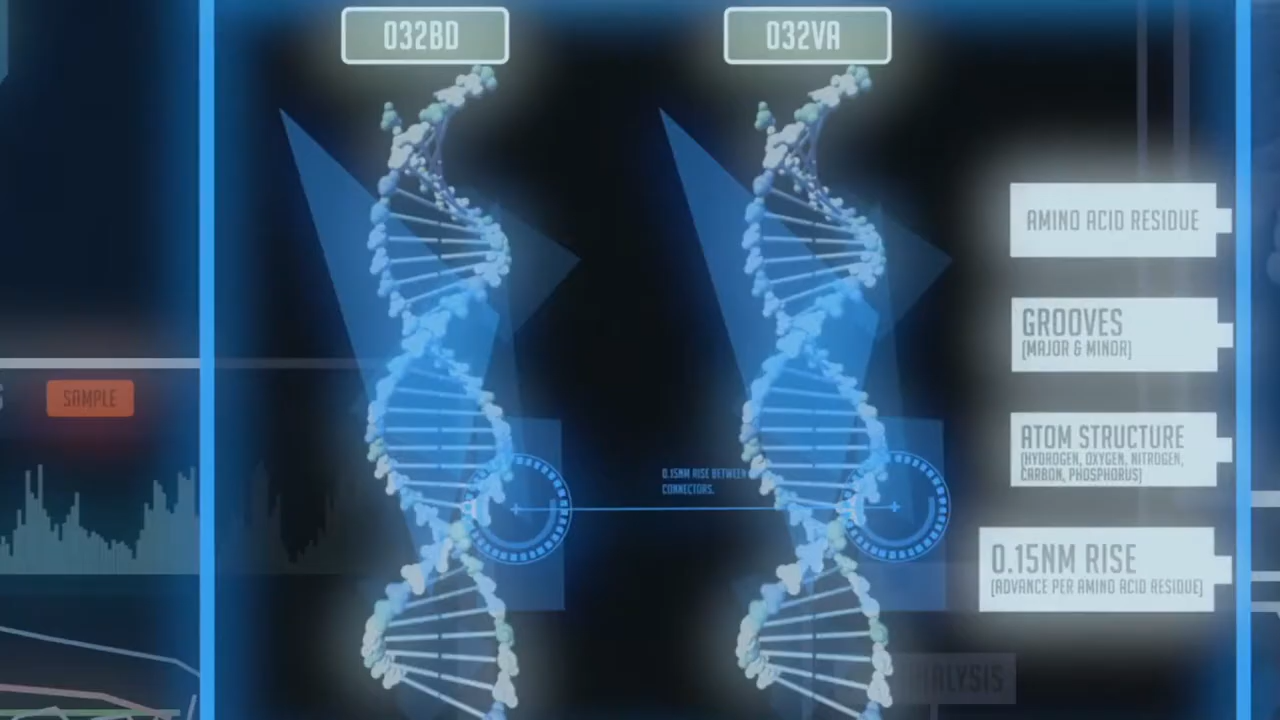 032BD
032VA
AMINO ACID RESIDUE
GROOVES
[MAJOR & MINOR]
SAMPLE
ATOM STRUCTURE
[HYDROGEN, OXYGEN, NITROGEN,
CARBON, PHOSPHORUS]
0.15NM RISE BETWEEN
CONNECTORS.
0.15NM RISE
[ADVANCE PER AMINO ACID RESIDUE]